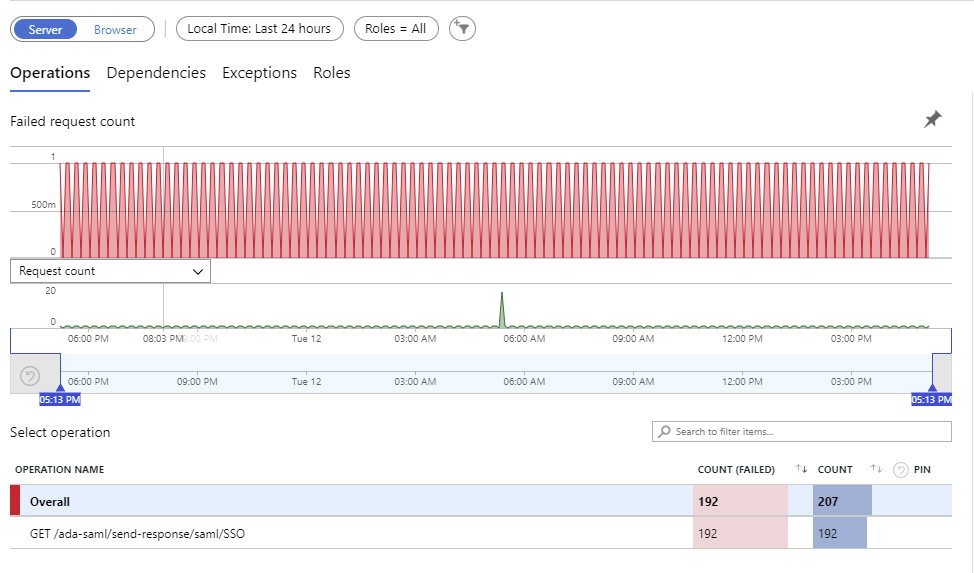 Server Browser Local Time: Last 24 hours Roles = All
Operations Dependencies Exceptions Roles
Failed request count
1
500m
0
Request count
20
0
06:00 PM 08:03 PM 09:00 PM Tue 12 03:00 AM 06:00 AM 09:00 AM 12:00 PM 03:00 PM
06:00 PM 09:00 PM Tue 12 03:00 AM 06:00 AM 09:00 AM 12:00 PM 03:00 PM
05:13 PM 05:13 PM
Select operation Search to filter items...
OPERATION NAME COUNT (FAILED) COUNT PIN
Overall 192 207
GET /ada-saml/send-response/saml/SSO 192 192